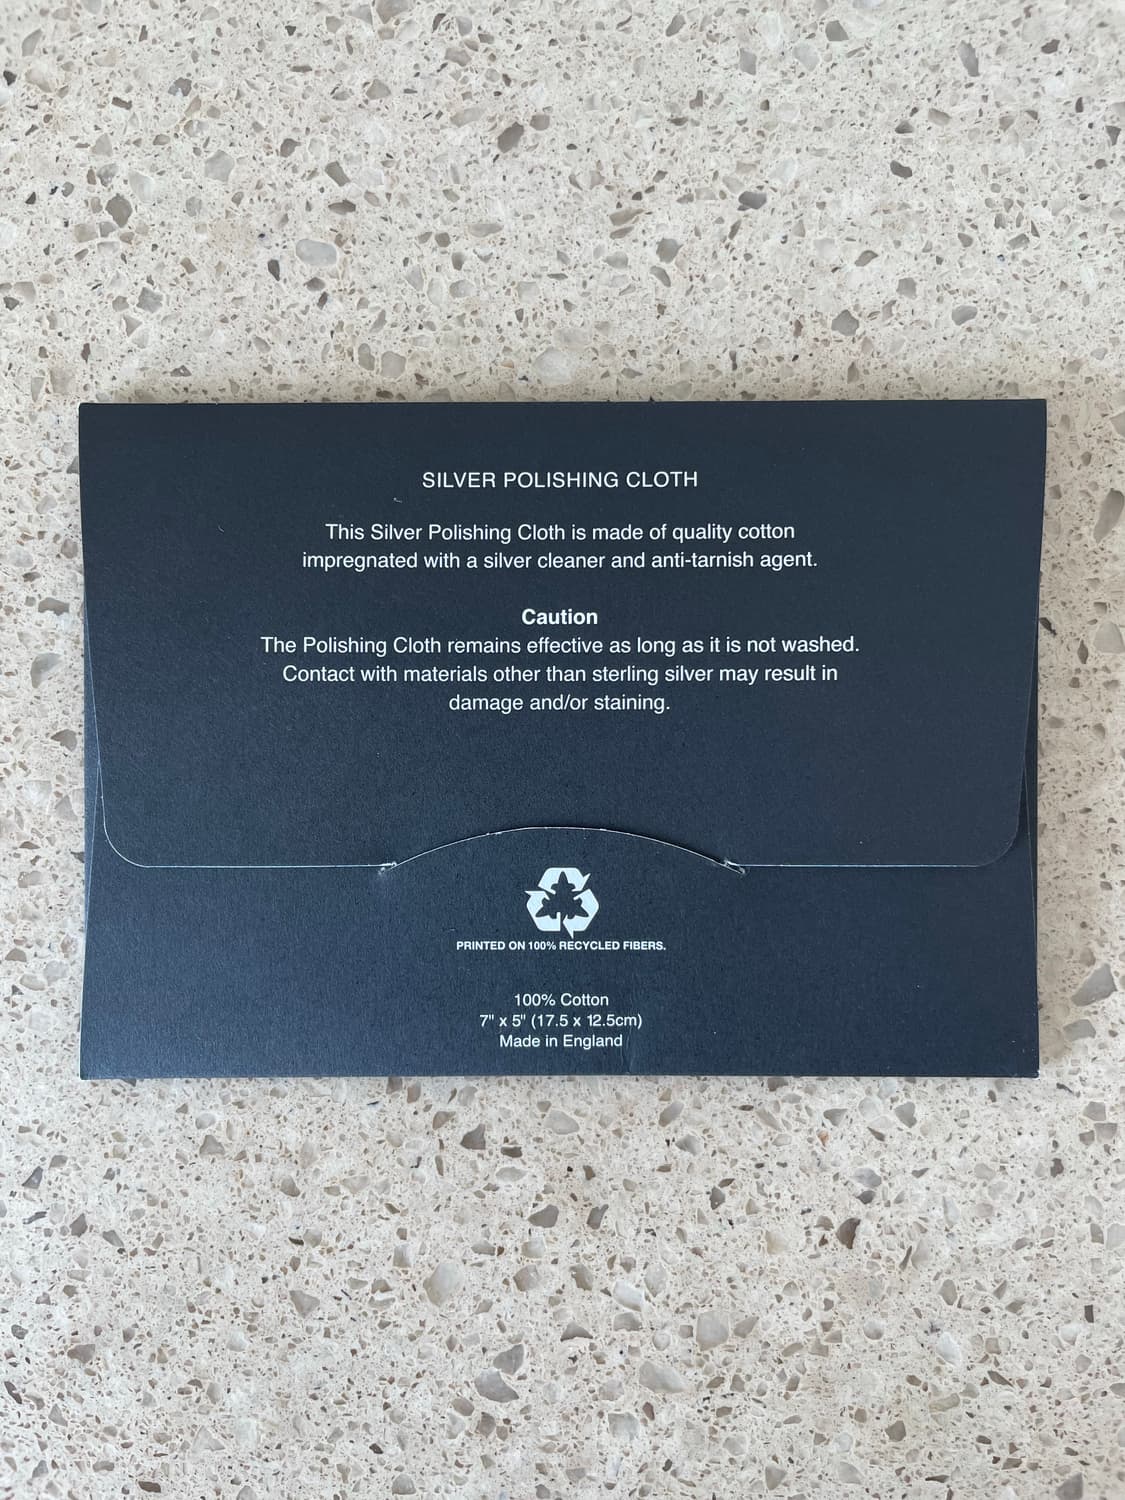 SILVER POLISHING CLOTH
This Silver Polishing Cloth is made of quality cotton
impregnated with a silver cleaner and anti-tarnish agent.
Caution
The Polishing Cloth remains effective as long as it is not washed.
Contact with materials other than sterling silver may result in
damage and/or staining.
PRINTED ON 100% RECYCLED FIBERS.
100% Cotton
7" x 5" (17.5 x 12.5cm)
Made in England